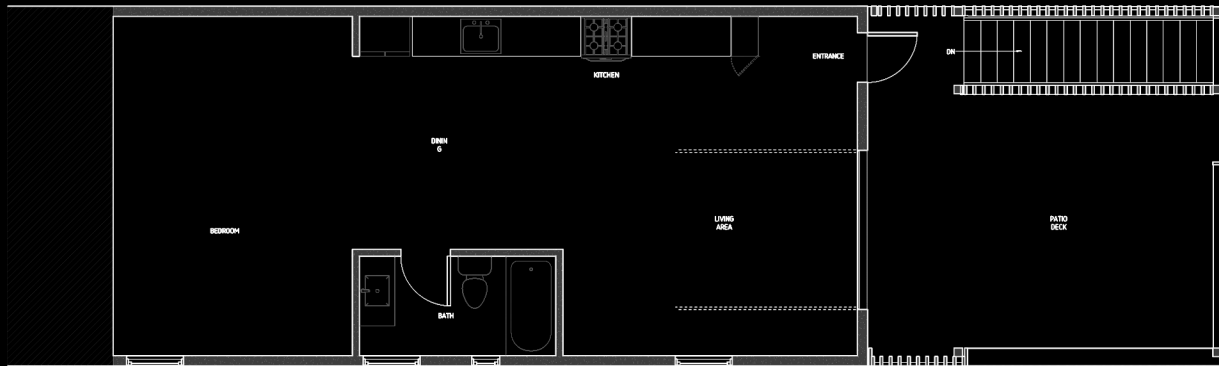 ENTRANCE
DN
KITCHEN
DININ
G
LIVING
AREA
PATIO
DECK
BEDROOM
BATH